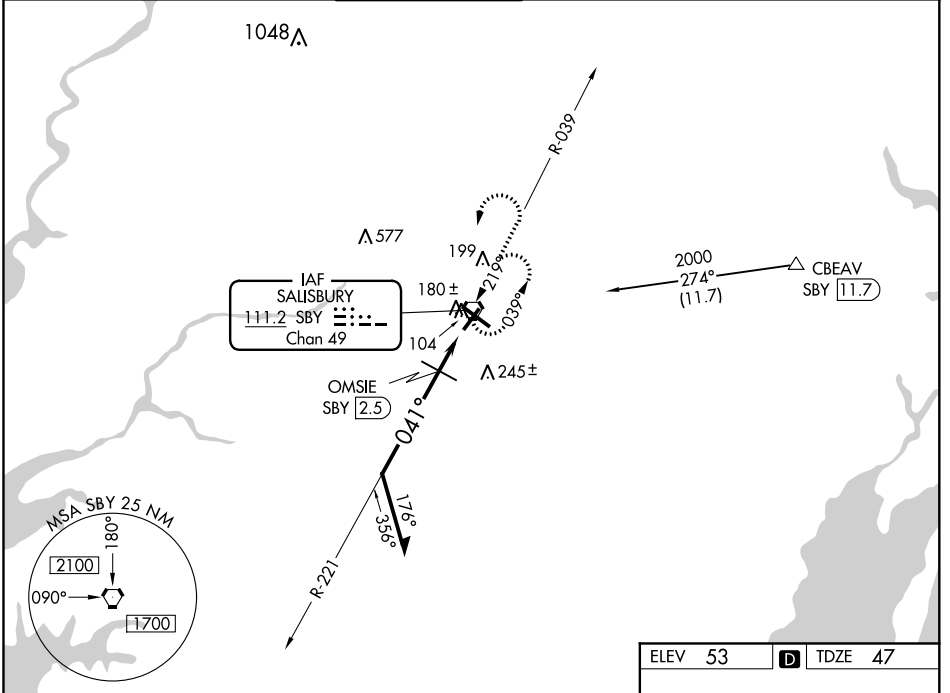 1048
R-039
577
199
219°
2000
274°
(11.7)
CBEAV
SBY 11.7
IAF
SALISBURY
111.2 SBY
Chan 49
180 ±
039°
104
OMSIE
SBY 2.5
245 ±
041°
176°
356°
R-221
MSA SBY 25 NM
180°
2100
090°
1700
ELEV 53 D TDZE 47